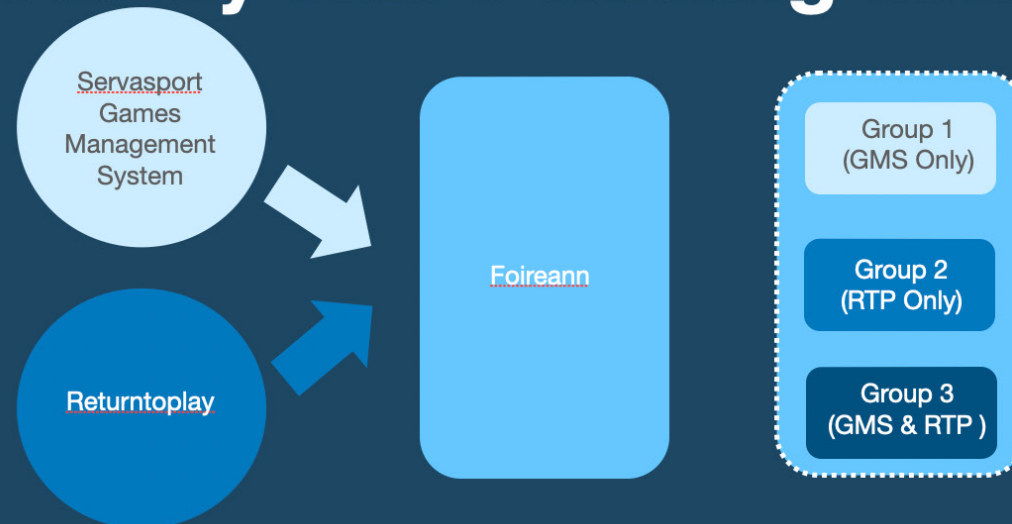 Servasport
Games
Management
System
Returntoplay
Foireann
Group 1
(GMS Only)
Group 2
(RTP Only)
Group 3
(GMS & RTP )